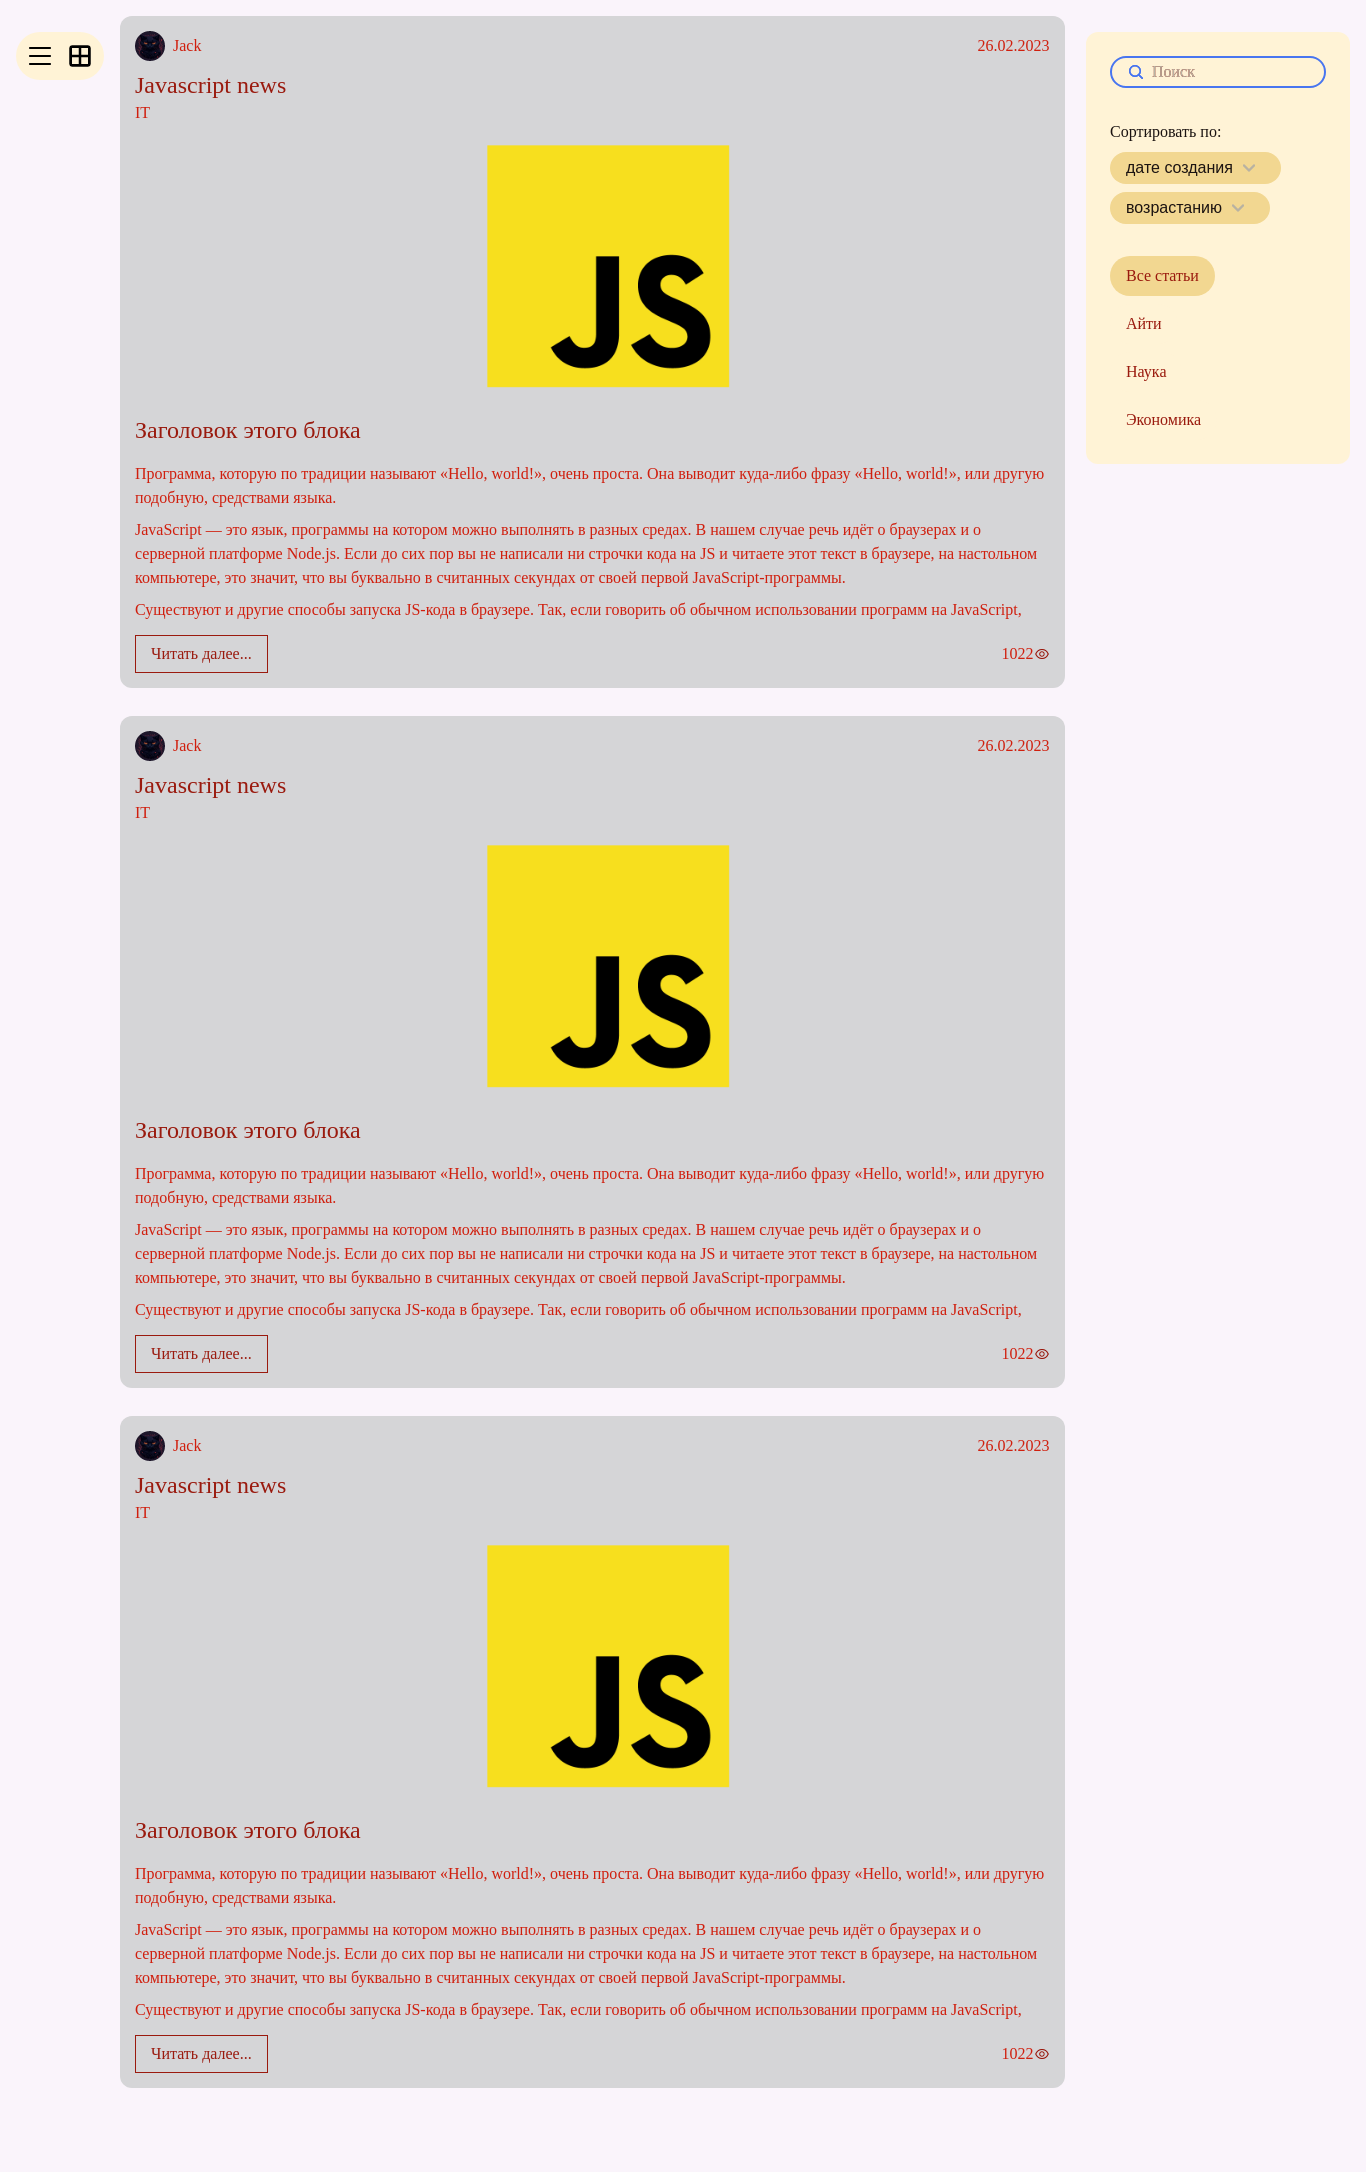 Jack
26.02.2023
Javascript news
IT
JS
Заголовок этого блока
Программа, которую по традиции называют «Hello, world!», очень проста. Она выводит куда-либо фразу «Hello, world!», или другую
подобную, средствами языка.
JavaScript — это язык, программы на котором можно выполнять в разных средах. В нашем случае речь идёт о браузерах и о
серверной платформе Node.js. Если до сих пор вы не написали ни строчки кода на JS и читаете этот текст в браузере, на настольном
компьютере, это значит, что вы буквально в считанных секундах от своей первой JavaScript-программы.
Существуют и другие способы запуска JS-кода в браузере. Так, если говорить об обычном использовании программ на JavaScript,
Читать далее...
1022
Jack
26.02.2023
Javascript news
IT
JS
Заголовок этого блока
Программа, которую по традиции называют «Hello, world!», очень проста. Она выводит куда-либо фразу «Hello, world!», или другую
подобную, средствами языка.
JavaScript — это язык, программы на котором можно выполнять в разных средах. В нашем случае речь идёт о браузерах и о
серверной платформе Node.js. Если до сих пор вы не написали ни строчки кода на JS и читаете этот текст в браузере, на настольном
компьютере, это значит, что вы буквально в считанных секундах от своей первой JavaScript-программы.
Существуют и другие способы запуска JS-кода в браузере. Так, если говорить об обычном использовании программ на JavaScript,
Читать далее...
1022
Jack
26.02.2023
Javascript news
IT
JS
Заголовок этого блока
Программа, которую по традиции называют «Hello, world!», очень проста. Она выводит куда-либо фразу «Hello, world!», или другую
подобную, средствами языка.
JavaScript — это язык, программы на котором можно выполнять в разных средах. В нашем случае речь идёт о браузерах и о
серверной платформе Node.js. Если до сих пор вы не написали ни строчки кода на JS и читаете этот текст в браузере, на настольном
компьютере, это значит, что вы буквально в считанных секундах от своей первой JavaScript-программы.
Существуют и другие способы запуска JS-кода в браузере. Так, если говорить об обычном использовании программ на JavaScript,
Читать далее...
1022
Поиск
Сортировать по:
дате создания
возрастанию
Все статьи
Айти
Наука
Экономика